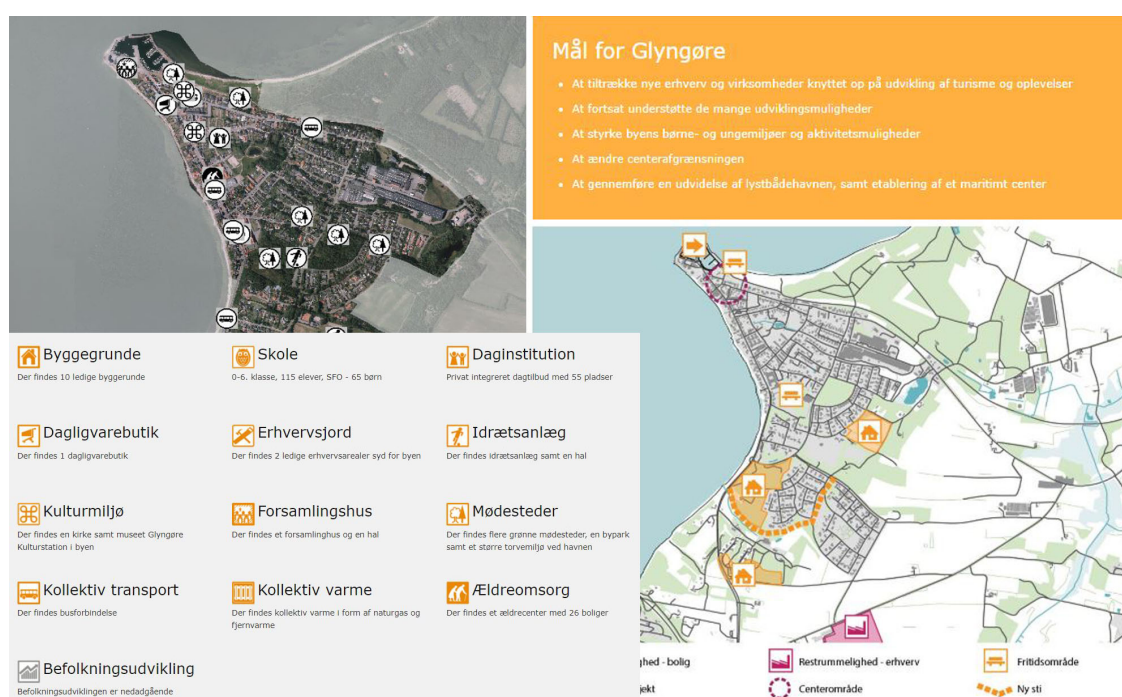 Mål for Glyngøre
At tiltrække nye erhverv og virksomheder knyttet op på udvikling af turisme og oplevelser
At fortsat understøtte de mange udviklingsmuligheder
At styrke byens børne- og ungemiljøer og aktivitetsmuligheder
At ændre centerafgrænsningen
At gennemføre en udvidelse af lystbådehavnen, samt etablering af et maritimt center
Byggegrunde
Der findes 10 ledige byggegrunde
Skole
0-6. klasse, 115 elever, SFO - 65 børn
Daginstitution
Privat integreret dagtilbud med 55 pladser
Dagligvarebutik
Der findes 1 dagligvarebutik
Erhvervsjord
Der findes 2 ledige erhvervsarealer syd for byen
Idrætsanlæg
Der findes idrætsanlæg samt en hal
Kulturmiljø
Der findes en kirke samt museet Glyngøre
Kulturstation i byen
Forsamlingshus
Der findes et forsamlinghus og en hal
Mødesteder
Der findes flere grønne mødesteder, en bypark
samt et større torvemiljø ved havnen
Kollektiv transport
Der findes busforbindelse
Kollektiv varme
Der findes kollektiv varme i form af naturgas og
fjernvarme
Ældreomsorg
Der findes et ældrecenter med 26 boliger
Befolkningsudvikling
Befolkningsudviklingen er nedadgående
ghed - bolig
Restrummelighed - erhverv
Fritidsområde
jekt
Centerområde
Ny sti